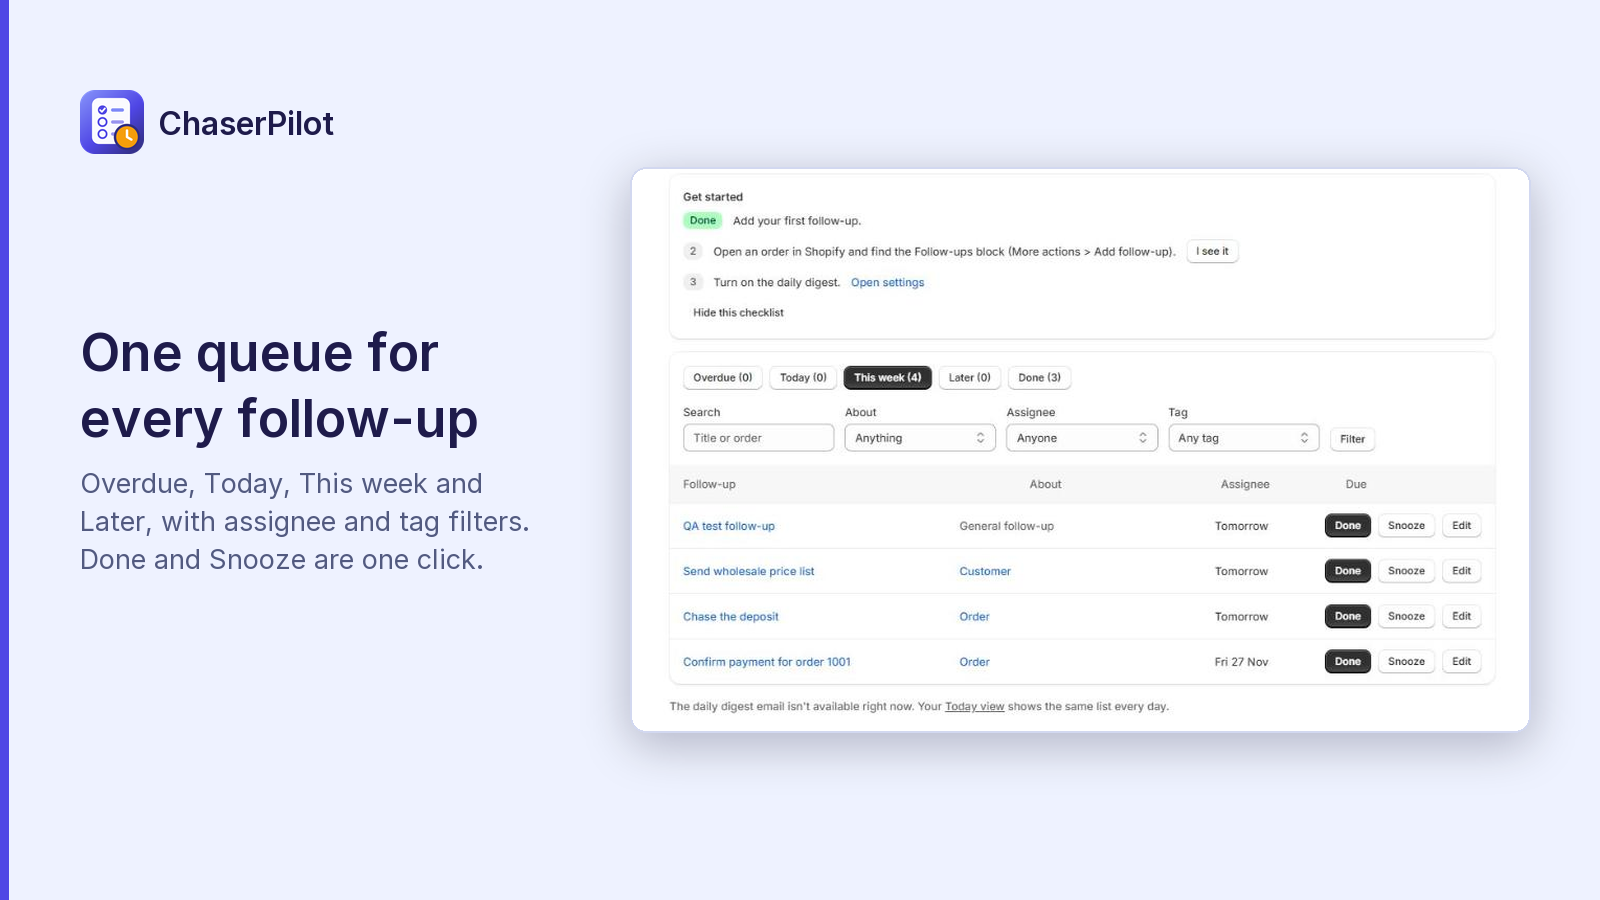 ChaserPilot
One queue for
every follow-up
Overdue, Today, This week and
Later, with assignee and tag filters.
Done and Snooze are one click.
Get started
Done Add your first follow-up.
2 Open an order in Shopify and find the Follow-ups block (More actions > Add follow-up). I see it
3 Turn on the daily digest. Open settings
Hide this checklist
Overdue (0) Today (0) This week (4) Later (0) Done (3)
Search About Assignee Tag
Title or order Anything Anyone Any tag Filter
Follow-up About Assignee Due
QA test follow-up General follow-up Tomorrow Done Snooze Edit
Send wholesale price list Customer Tomorrow Done Snooze Edit
Chase the deposit Order Tomorrow Done Snooze Edit
Confirm payment for order 1001 Order Fri 27 Nov Done Snooze Edit
The daily digest email isn't available right now. Your Today view shows the same list every day.